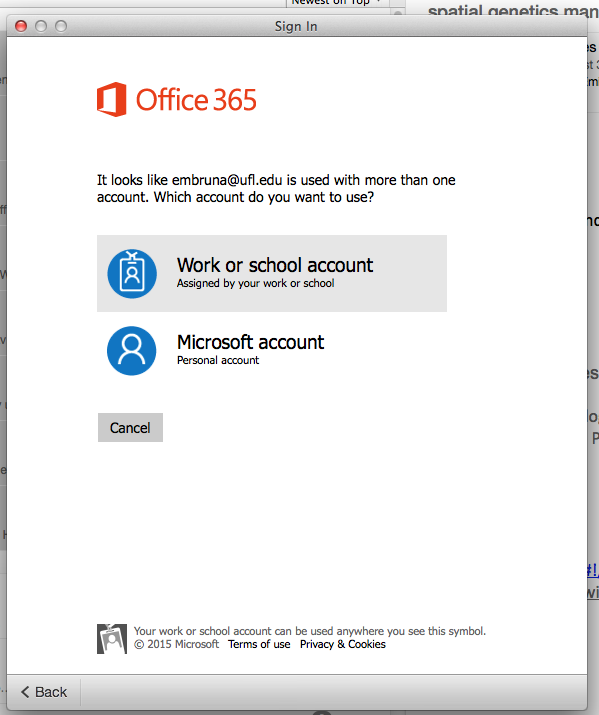 Newest on Top
spatial genetics man
Sign In
Office 365
It looks like embruna@ufl.edu is used with more than one
account. Which account do you want to use?
Work or school account
Assigned by your work or school
Microsoft account
Personal account
Cancel
Your work or school account can be used anywhere you see this symbol.
© 2015 Microsoft Terms of use Privacy & Cookies
Back